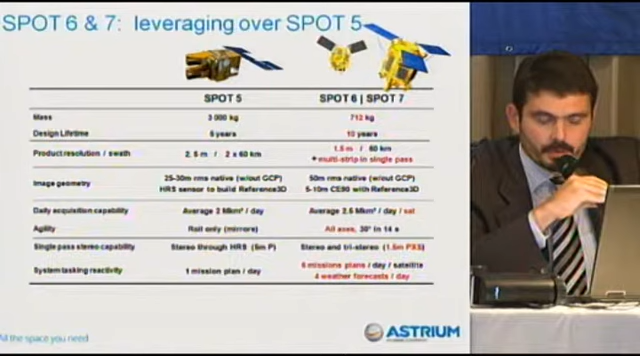 SPOT 6 & 7: leveraging over SPOT 5
SPOT 5 SPOT 6 | SPOT 7
Mass 3 000 kg 712 kg
Design Lifetime 5 years 10 years
Product resolution / swath 2. 5 m / 2 x 60 km 1.5 m / 60 km
+multi-strip in single pass
Image geometry 25-30m rms native (w/out GCP) 50m rms native (w/out GCP)
HRS sensor to build Reference3D 5-10m CE90 with Reference3D
Daily acquisition capability Average 2 Mkm² / day Average 2.5 Mkm² / day / sat
Agility Roll only (mirrors) All axes, 30° in 14 s
Single pass stereo capability Stereo through HRS (5m P) Stereo and tri-stereo (1.5m PXS)
System tasking reactivity 1 mission plan / day 6 missions plans / day / satellite
4 weather forecasts / day
All the space you need
ASTRIUM